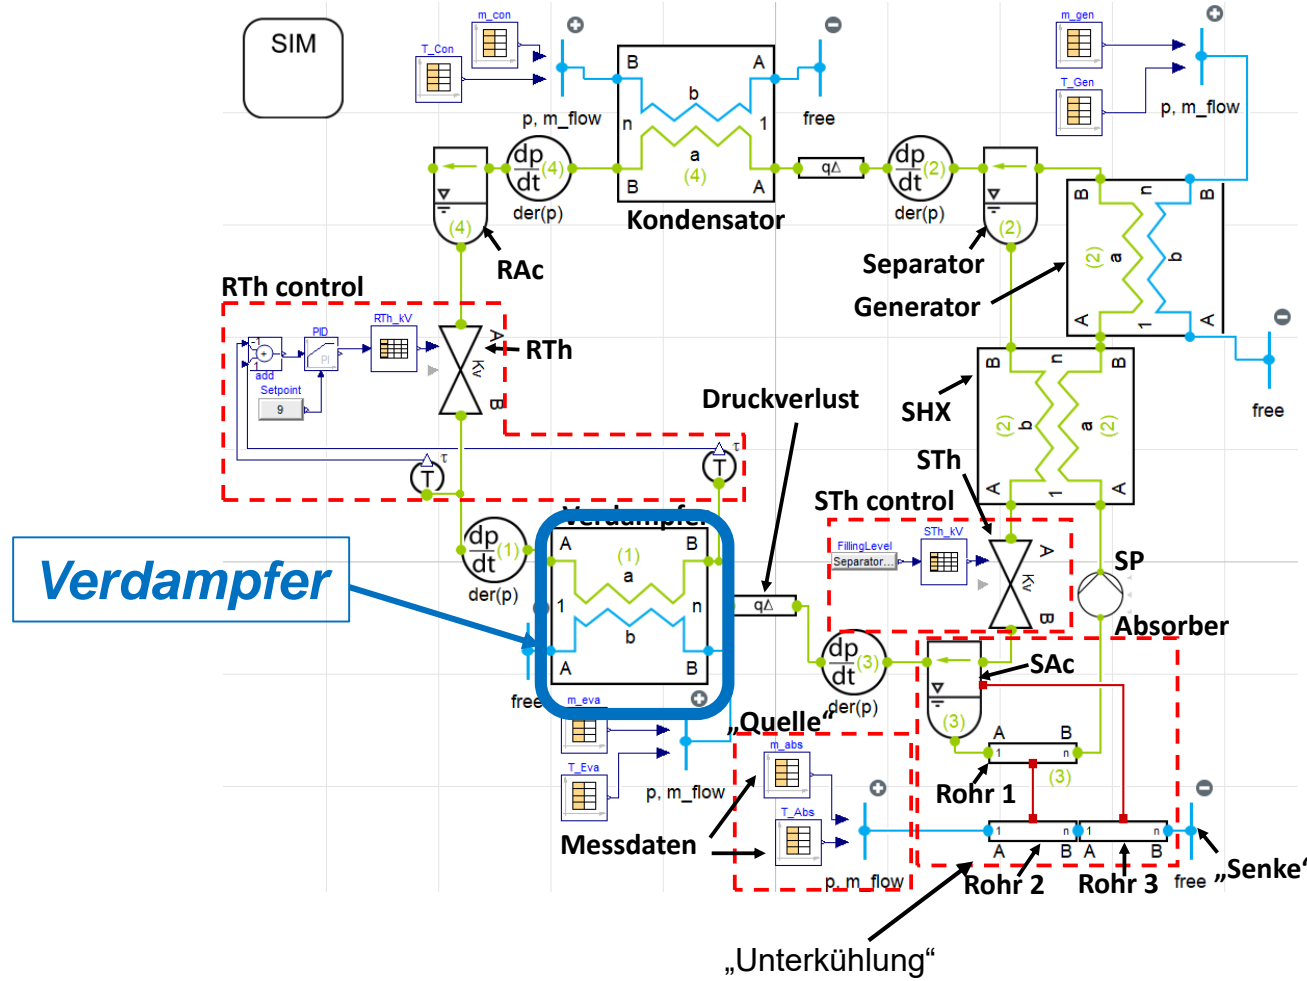 SIM
m_con
T_Con
p, m_flow
B
A
b
n
1
a
(4)
B
A
free
Kondensator
m_gen
T_Gen
p, m_flow
dp
dt
(4)
der(p)
qΔ
dp
dt
(2)
der(p)
(4)
RAc
(2)
Separator
Generator
B
n
B
(2)
a
b
A
1
A
free
RTh control
RTh_kV
PID
PI
-1
+
1
add
Setpoint
9
A
Kv
B
RTh
τ
T
τ
T
Druckverlust
SHX
B
n
B
(2)
b
a
(2)
A
1
A
STh
STh control
FillingLevel
Separator...
STh_kV
A
Kv
B
SP
Verdampfer
Verdampfer
dp
dt
(1)
der(p)
A
(1)
B
a
1
n
b
A
B
free
qΔ
dp
dt
(3)
der(p)
Absorber
SAc
(3)
m_eva
T_Eva
p, m_flow
„Quelle“
m_abs
T_Abs
p, m_flow
Messdaten
A
B
1
n
(3)
Rohr 1
1
n
A
B
Rohr 2
1
n
A
B
Rohr 3
free
„Senke“
„Unterkühlung“